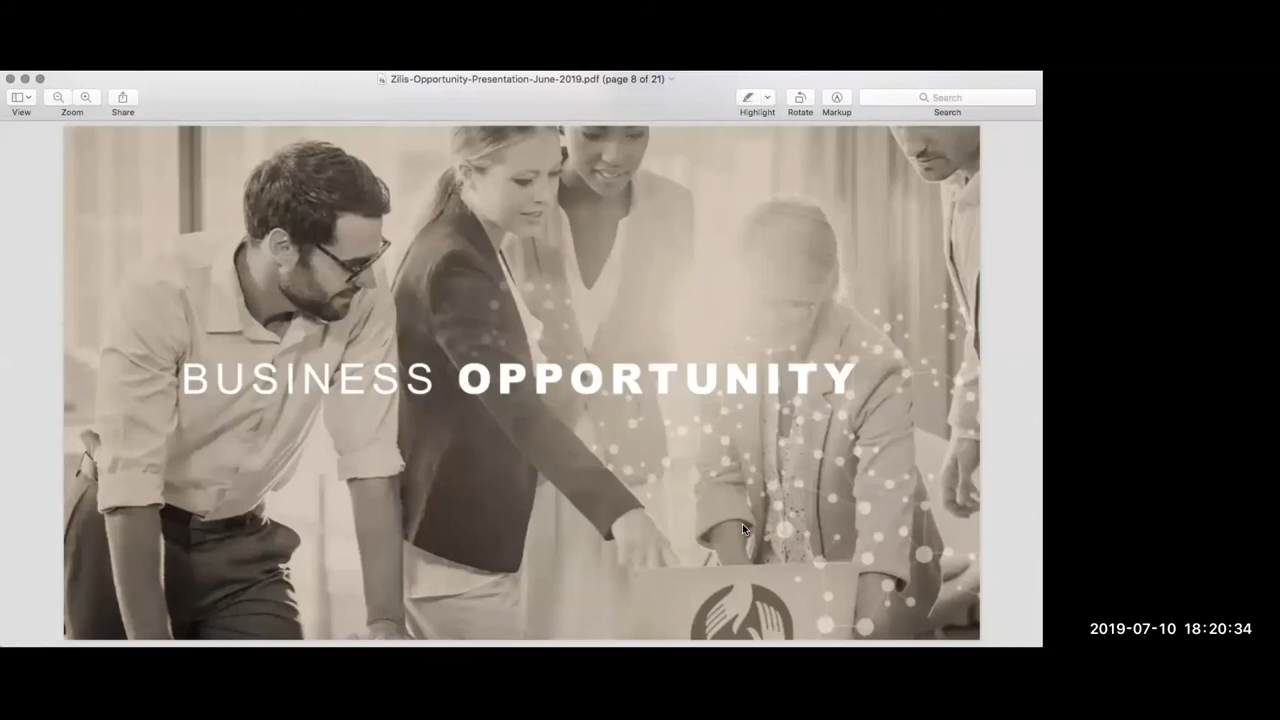 Zilis-Opportunity-Presentation-June-2019.pdf (page 8 of 21)
View
Zoom
Share
Highlight
Rotate
Markup
Search
Search
BUSINESS OPPORTUNITY
2019-07-10 18:20:34